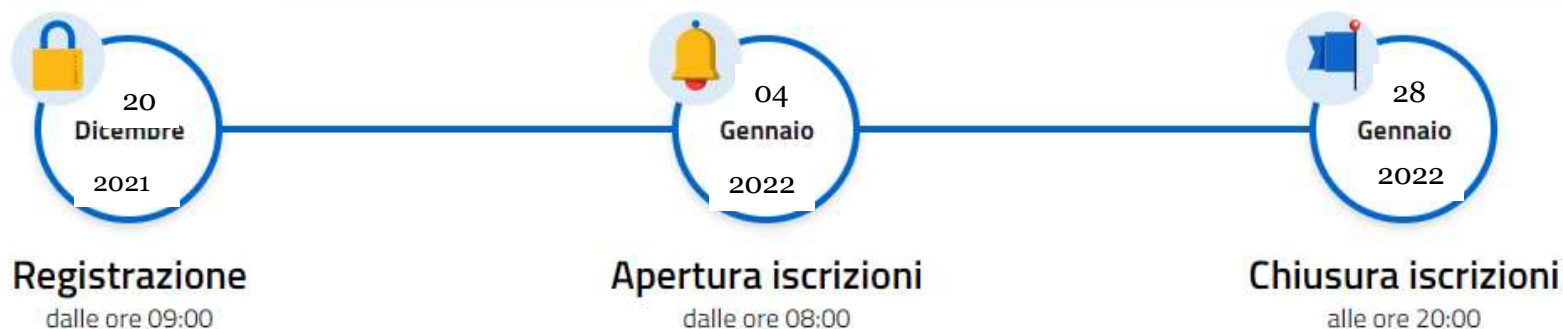 20
Dicembre
2021
Registrazione
dalle ore 09:00
04
Gennaio
2022
Apertura iscrizioni
dalle ore 08:00
28
Gennaio
2022
Chiusura iscrizioni
alle ore 20:00